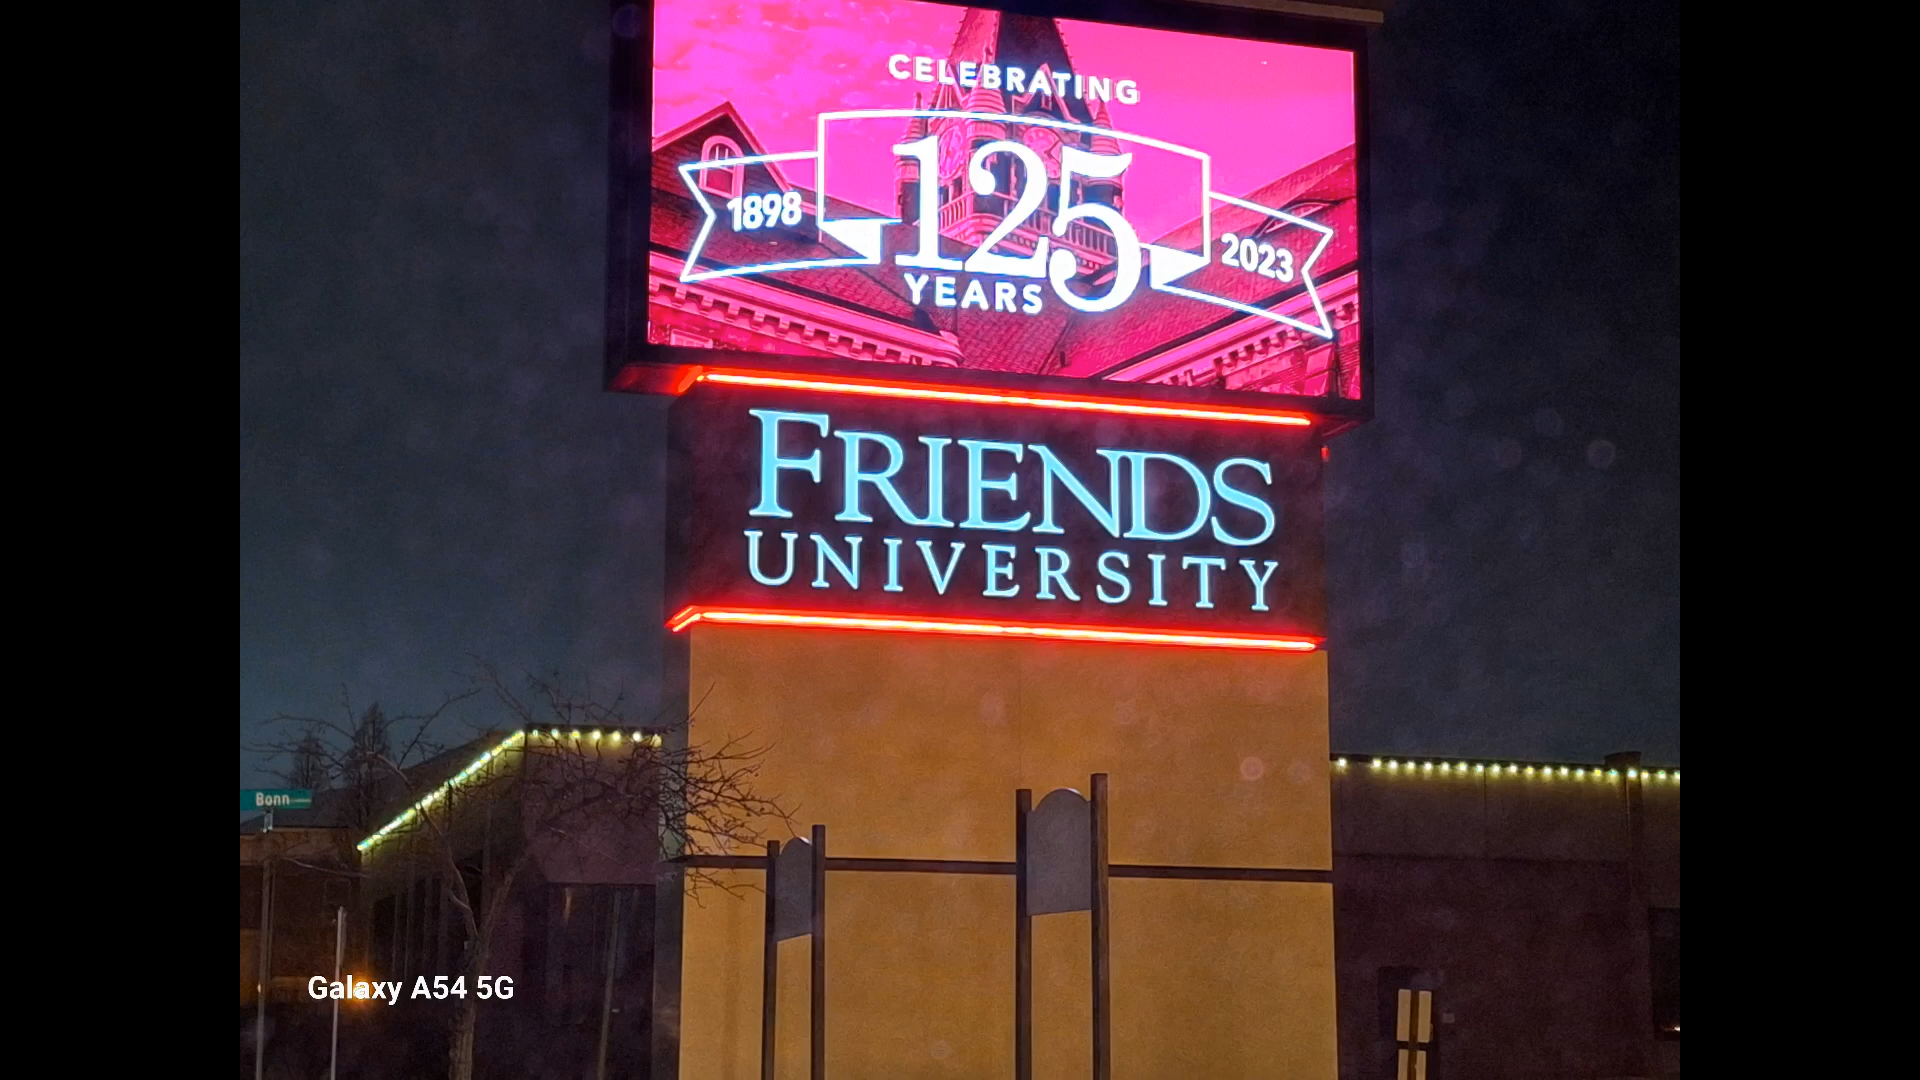 CELEBRATING
125
1898
2023
YEARS
FRIENDS
UNIVERSITY
Bonn
Galaxy A54 5G